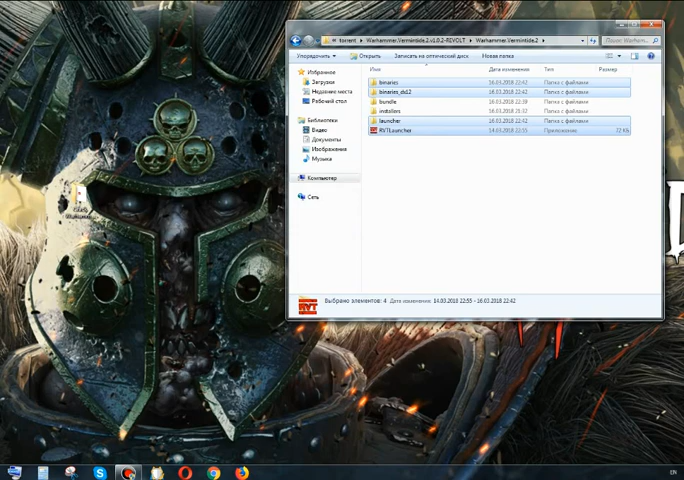 torrent ▸ Warhammer.Vermintide.2.v1.0.2-REVOLT ▸ Warhammer.Vermintide.2 ▸
Упорядочить
Открыть
Записать на оптический диск
Новая папка
Имя
Дата изменения
Тип
Размер
Избранное
Загрузки
Недавние места
Рабочий стол
Библиотеки
Видео
Документы
Изображения
Музыка
Компьютер
Сеть
binaries 16.03.2018 22:42 Папка с файлами
binaries_dx12 16.03.2018 22:42 Папка с файлами
bundle 16.03.2018 22:39 Папка с файлами
installers Папка с файлами
launcher 16.03.2018 22:42 Папка с файлами
RVTLauncher 14.03.2018 22:55 Приложение 22 КБ
RVT
Выбрано элементов: 4 Дата изменения: 14.03.2018 22:55 - 16.03.2018 22:42
EN